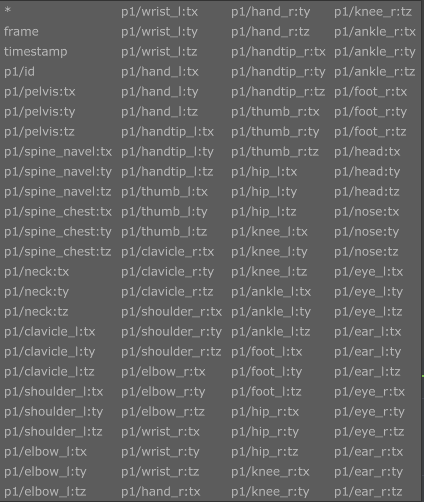 *
frame
timestamp
p1/id
p1/pelvis:tx
p1/pelvis:ty
p1/pelvis:tz
p1/spine_navel:tx
p1/spine_navel:ty
p1/spine_navel:tz
p1/spine_chest:tx
p1/spine_chest:ty
p1/spine_chest:tz
p1/neck:tx
p1/neck:ty
p1/neck:tz
p1/clavicle_l:tx
p1/clavicle_l:ty
p1/clavicle_l:tz
p1/shoulder_l:tx
p1/shoulder_l:ty
p1/shoulder_l:tz
p1/elbow_l:tx
p1/elbow_l:ty
p1/elbow_l:tz
p1/wrist_l:tx
p1/wrist_l:ty
p1/wrist_l:tz
p1/hand_l:tx
p1/hand_l:ty
p1/hand_l:tz
p1/handtip_l:tx
p1/handtip_l:ty
p1/handtip_l:tz
p1/thumb_l:tx
p1/thumb_l:ty
p1/thumb_l:tz
p1/clavicle_r:tx
p1/clavicle_r:ty
p1/clavicle_r:tz
p1/shoulder_r:tx
p1/shoulder_r:ty
p1/shoulder_r:tz
p1/elbow_r:tx
p1/elbow_r:ty
p1/elbow_r:tz
p1/wrist_r:tx
p1/wrist_r:ty
p1/wrist_r:tz
p1/hand_r:tx
p1/hand_r:ty
p1/hand_r:tz
p1/handtip_r:tx
p1/handtip_r:ty
p1/handtip_r:tz
p1/thumb_r:tx
p1/thumb_r:ty
p1/thumb_r:tz
p1/hip_l:tx
p1/hip_l:ty
p1/hip_l:tz
p1/knee_l:tx
p1/knee_l:ty
p1/knee_l:tz
p1/ankle_l:tx
p1/ankle_l:ty
p1/ankle_l:tz
p1/foot_l:tx
p1/foot_l:ty
p1/foot_l:tz
p1/hip_r:tx
p1/hip_r:ty
p1/hip_r:tz
p1/knee_r:tx
p1/knee_r:ty
p1/knee_r:tz
p1/ankle_r:tx
p1/ankle_r:ty
p1/ankle_r:tz
p1/foot_r:tx
p1/foot_r:ty
p1/foot_r:tz
p1/head:tx
p1/head:ty
p1/head:tz
p1/nose:tx
p1/nose:ty
p1/nose:tz
p1/eye_l:tx
p1/eye_l:ty
p1/eye_l:tz
p1/ear_l:tx
p1/ear_l:ty
p1/ear_l:tz
p1/eye_r:tx
p1/eye_r:ty
p1/eye_r:tz
p1/ear_r:tx
p1/ear_r:ty
p1/ear_r:tz